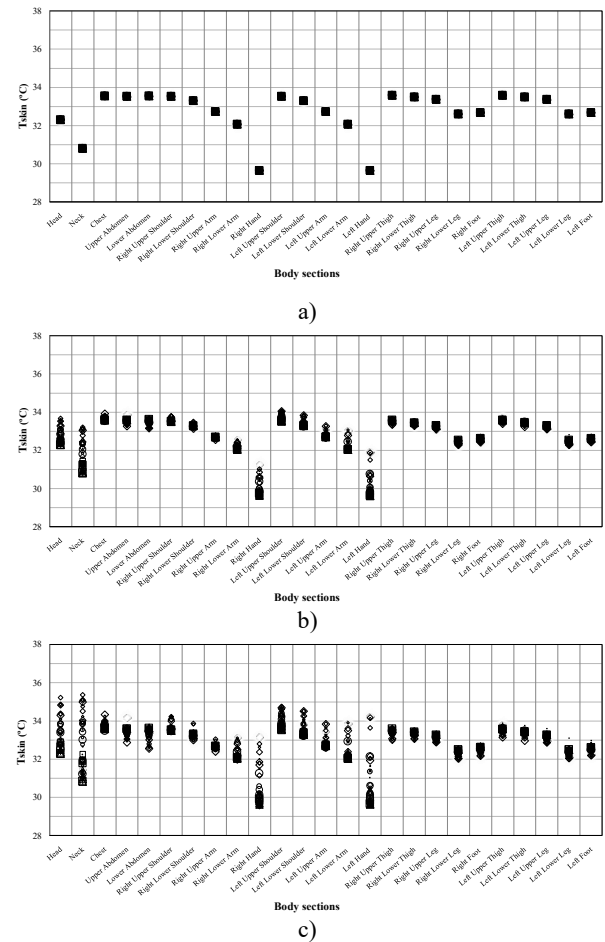 38
36
34
32
30
28
Tskin (°C)
Head
Neck
Chest
Upper Abdomen
Lower Abdomen
Right Upper Shoulder
Right Lower Shoulder
Right Upper Arm
Right Lower Arm
Right Hand
Left Upper Shoulder
Left Lower Shoulder
Left Upper Arm
Left Lower Arm
Left Hand
Right Upper Thigh
Right Lower Thigh
Right Upper Leg
Right Lower Leg
Right Foot
Left Upper Thigh
Left Lower Thigh
Left Upper Leg
Left Lower Leg
Left Foot
Body sections
a)
38
36
34
32
30
28
Tskin (°C)
Head
Neck
Chest
Upper Abdomen
Lower Abdomen
Right Upper Shoulder
Right Lower Shoulder
Right Upper Arm
Right Lower Arm
Right Hand
Left Upper Shoulder
Left Lower Shoulder
Left Upper Arm
Left Lower Arm
Left Hand
Right Upper Thigh
Right Lower Thigh
Right Upper Leg
Right Lower Leg
Right Foot
Left Upper Thigh
Left Lower Thigh
Left Upper Leg
Left Lower Leg
Left Foot
Body sections
b)
38
36
34
32
30
28
Tskin (°C)
Head
Neck
Chest
Upper Abdomen
Lower Abdomen
Right Upper Shoulder
Right Lower Shoulder
Right Upper Arm
Right Lower Arm
Right Hand
Left Upper Shoulder
Left Lower Shoulder
Left Upper Arm
Left Lower Arm
Left Hand
Right Upper Thigh
Right Lower Thigh
Right Upper Leg
Right Lower Leg
Right Foot
Left Upper Thigh
Left Lower Thigh
Left Upper Leg
Left Lower Leg
Left Foot
Body sections
c)